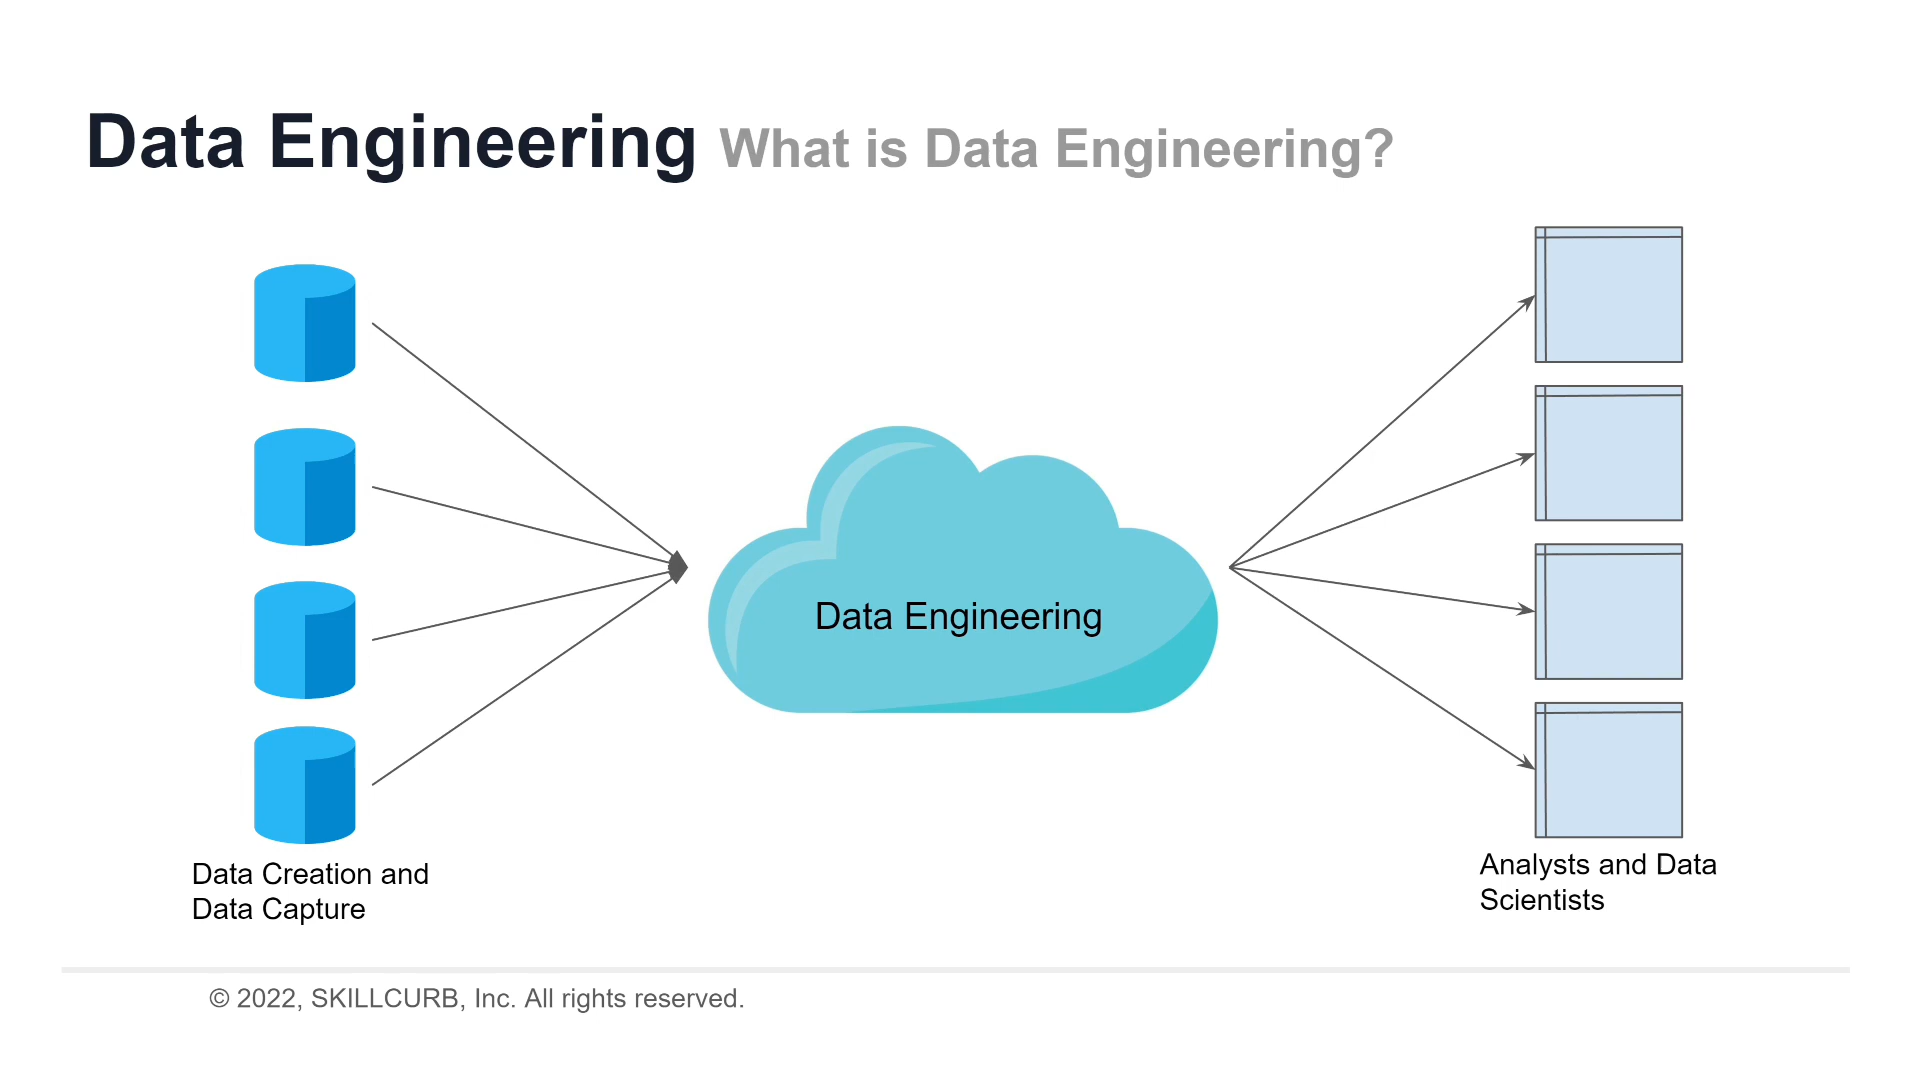 Data Engineering What is Data Engineering?
Data Engineering
Data Creation and
Data Capture
Analysts and Data
Scientists
© 2022, SKILLCURB, Inc. All rights reserved.